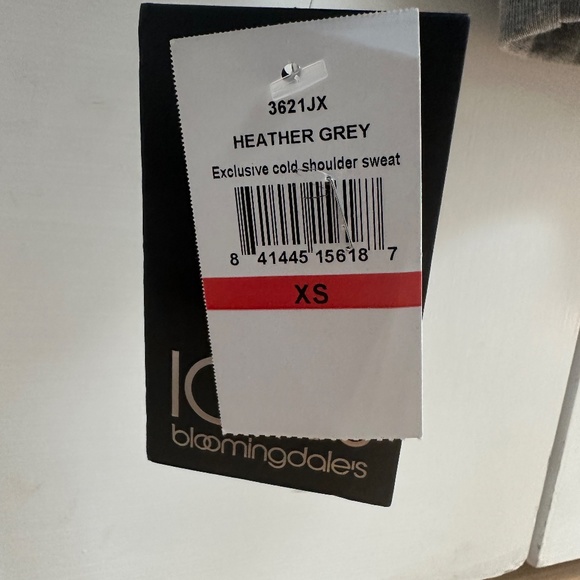 3621JX
HEATHER GREY
Exclusive cold shoulder sweat
8 41445 15618 7
XS
bloomingdale's